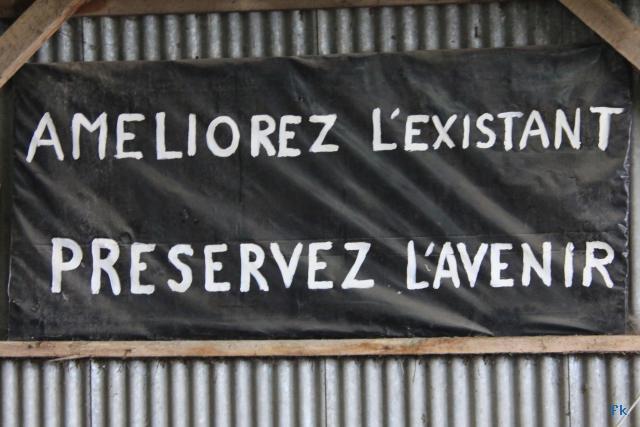 AMELIOREZ L'EXISTANT
PRESERVEZ L'AVENIR
Pk